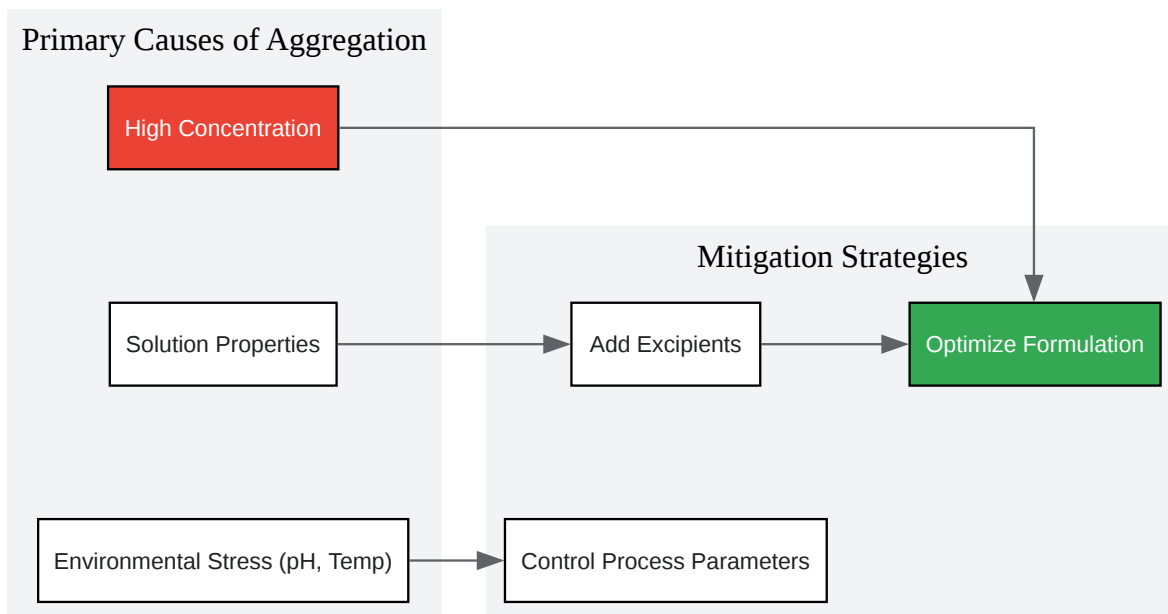 Primary Causes of Aggregation
High Concentration
Mitigation Strategies
Solution Properties
Add Excipients
Optimize Formulation
Environmental Stress (pH, Temp)
Control Process Parameters